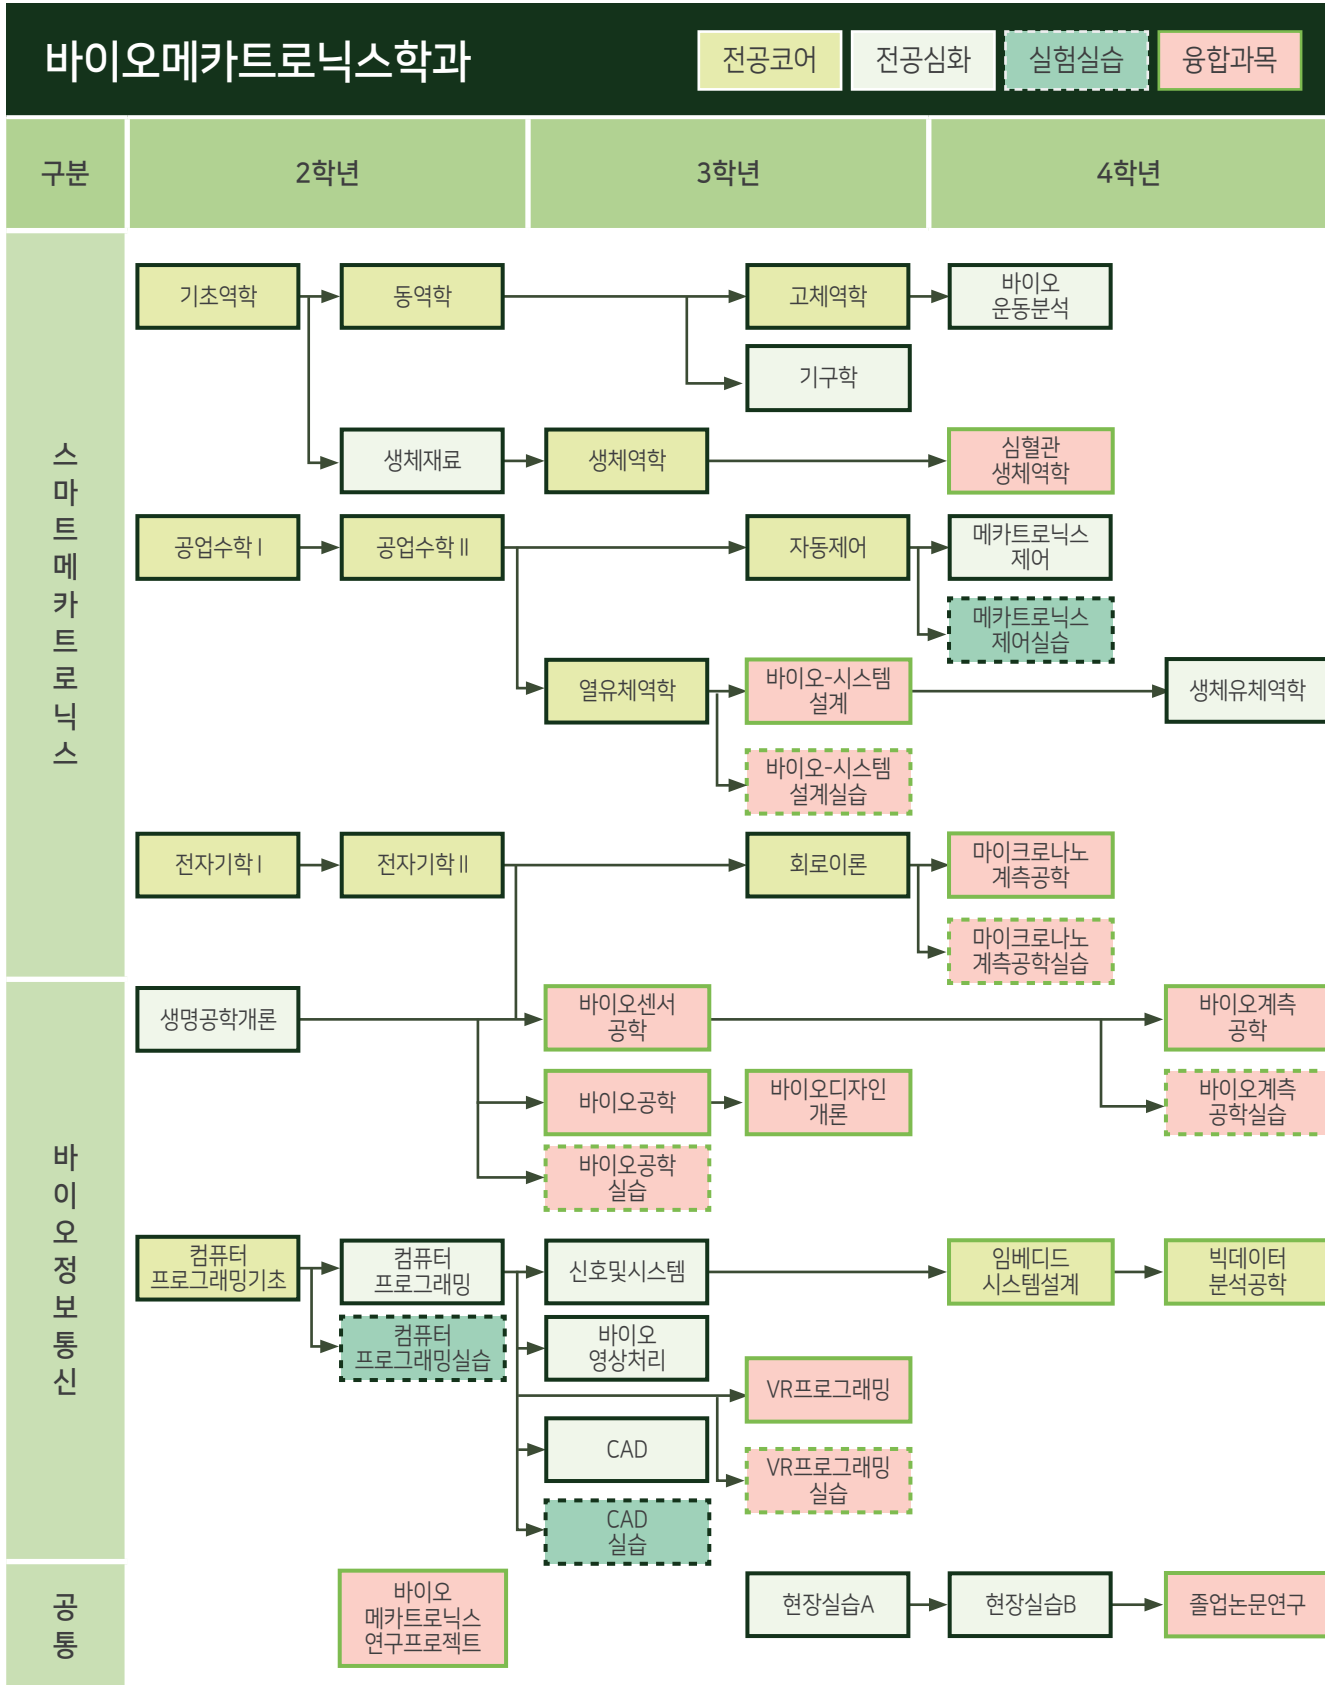 바이오메카트로닉스학과
전공코어
전공심화
실험실습
융합과목
구분
2학년
3학년
4학년
스마트메카트로닉스
기초역학
동역학
고체역학
바이오
운동분석
기구학
생체재료
생체역학
심혈관
생체역학
공업수학 I
공업수학 II
자동제어
메카트로닉스
제어
메카트로닉스
제어실습
열유체역학
바이오-시스템
설계
생체유체역학
바이오-시스템
설계실습
전자기학 I
전자기학 II
회로이론
마이크로나노
계측공학
마이크로나노
계측공학실습
바이오정보통신
생명공학개론
바이오센서
공학
바이오계측
공학
바이오공학
바이오디자인
개론
바이오계측
공학실습
바이오공학
실습
컴퓨터
프로그래밍기초
컴퓨터
프로그래밍
신호및시스템
임베디드
시스템설계
빅데이터
분석공학
컴퓨터
프로그래밍실습
바이오
영상처리
VR프로그래밍
CAD
VR프로그래밍
실습
CAD
실습
공통
바이오
메카트로닉스
연구프로젝트
현장실습A
현장실습B
졸업논문연구